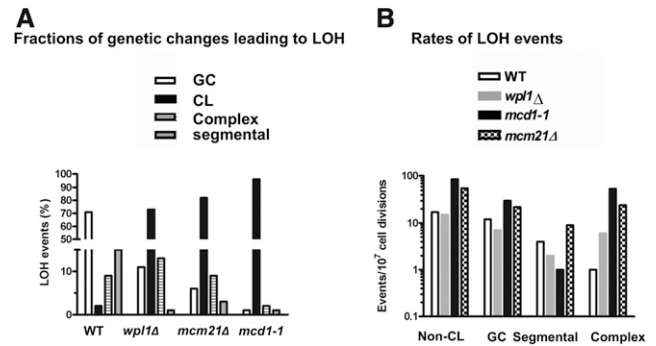 A
Fractions of genetic changes leading to LOH
GC
CL
Complex
segmental
LOH events (%)
100
90
80
70
60
50
10
0
WT
wpl1Δ
mcm21Δ
mcd1-1
B
Rates of LOH events
WT
wpl1Δ
mcd1-1
mcm21Δ
Events/10⁷ cell divisions
100
10
1
0.1
Non-CL
GC
Segmental
Complex